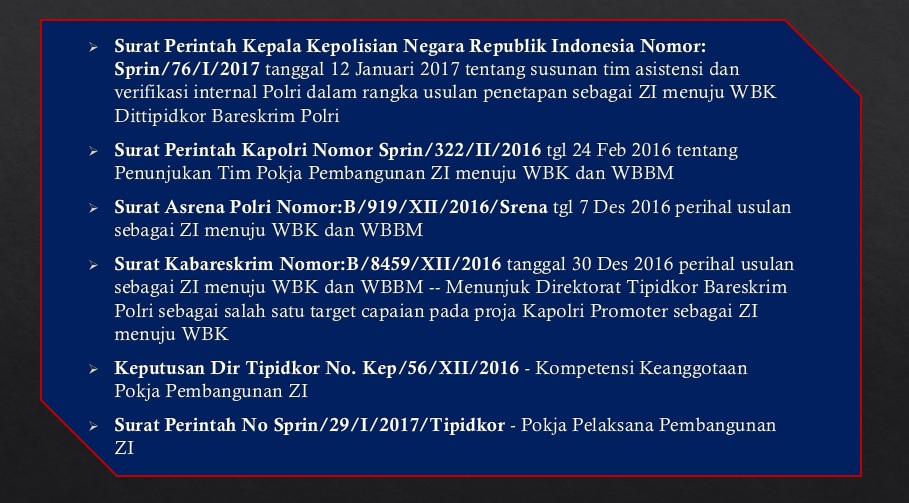 Surat Perintah Kepala Kepolisian Negara Republik Indonesia Nomor:
Sprin/76/I/2017 tanggal 12 Januari 2017 tentang susunan tim asistensi dan
verifikasi internal Polri dalam rangka usulan penetapan sebagai ZI menuju WBK
Dittipidkor Bareskrim Polri
Surat Perintah Kapolri Nomor Sprin/322/II/2016 tgl 24 Feb 2016 tentang
Penunjukan Tim Pokja Pembangunan ZI menuju WBK dan WBBM
Surat Asrena Polri Nomor:B/919/XII/2016/Srena tgl 7 Des 2016 perihal usulan
sebagai ZI menuju WBK dan WBBM
Surat Kabareskrim Nomor:B/8459/XII/2016 tanggal 30 Des 2016 perihal usulan
sebagai ZI menuju WBK dan WBBM -- Menunjuk Direktorat Tipidkor Bareskrim
Polri sebagai salah satu target capaian pada proja Kapolri Promoter sebagai ZI
menuju WBK
Keputusan Dir Tipidkor No. Kep/56/XII/2016 - Kompetensi Keanggotaan
Pokja Pembangunan ZI
Surat Perintah No Sprin/29/I/2017/Tipidkor - Pokja Pelaksana Pembangunan
ZI